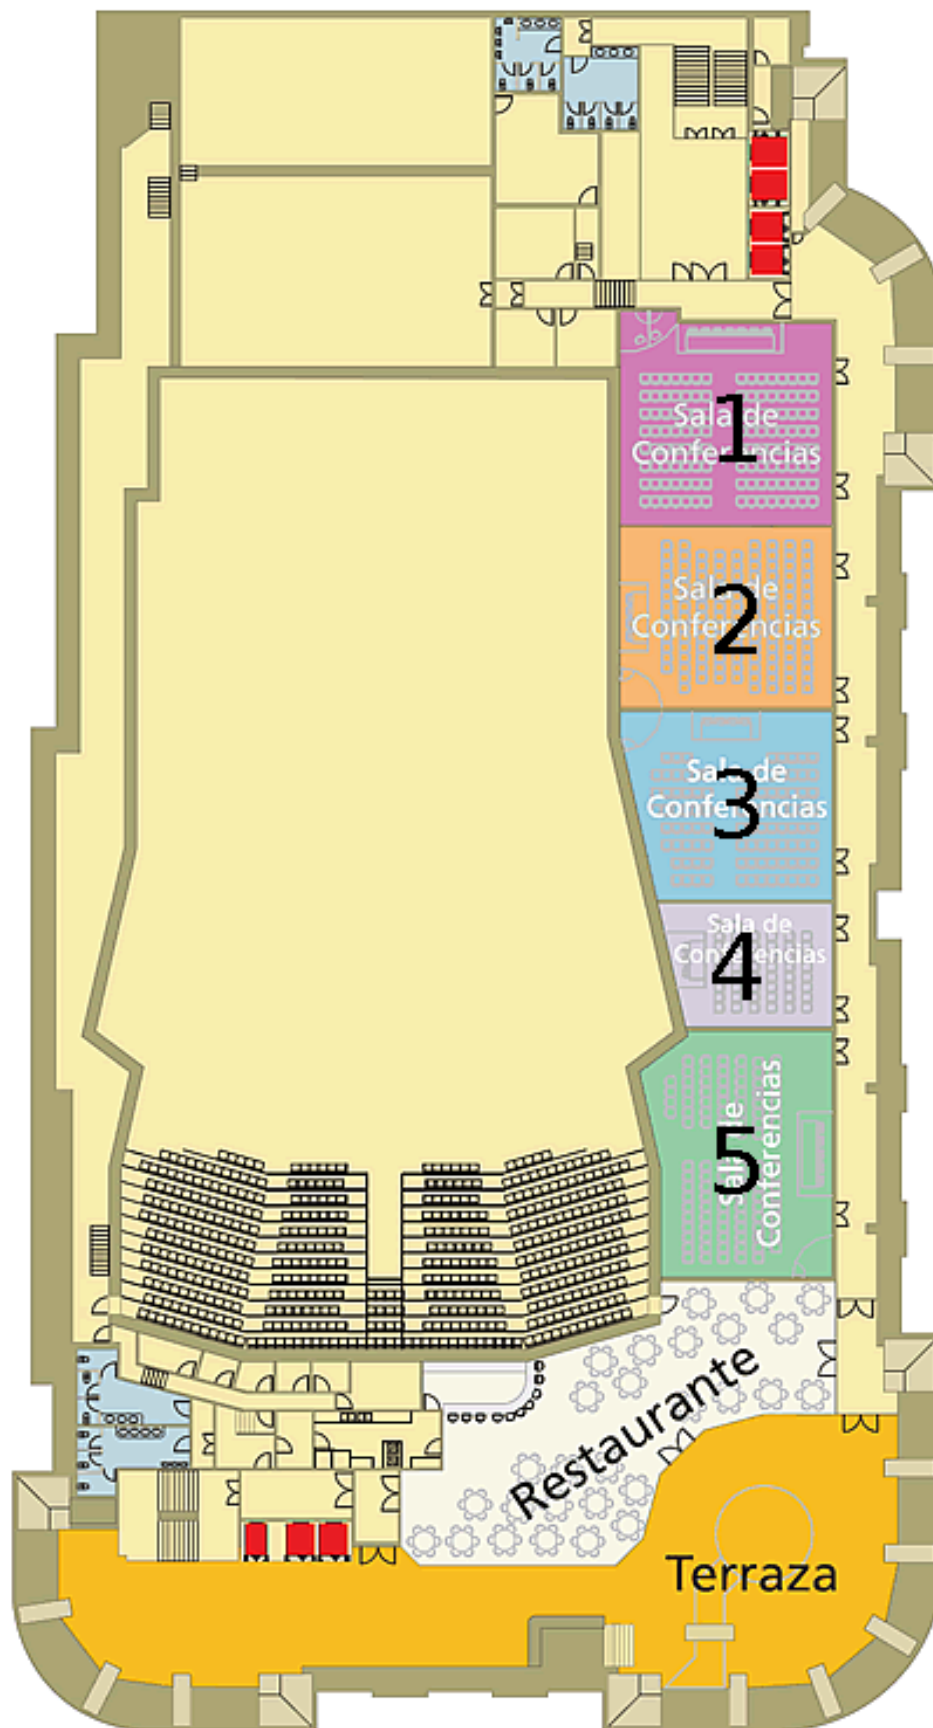 Sala de
Conferencias
1
Sala de
Conferencias
2
Sala de
Conferencias
3
Sala de
Conferencias
4
Sala de
Conferencias
5
Restaurante
Terraza